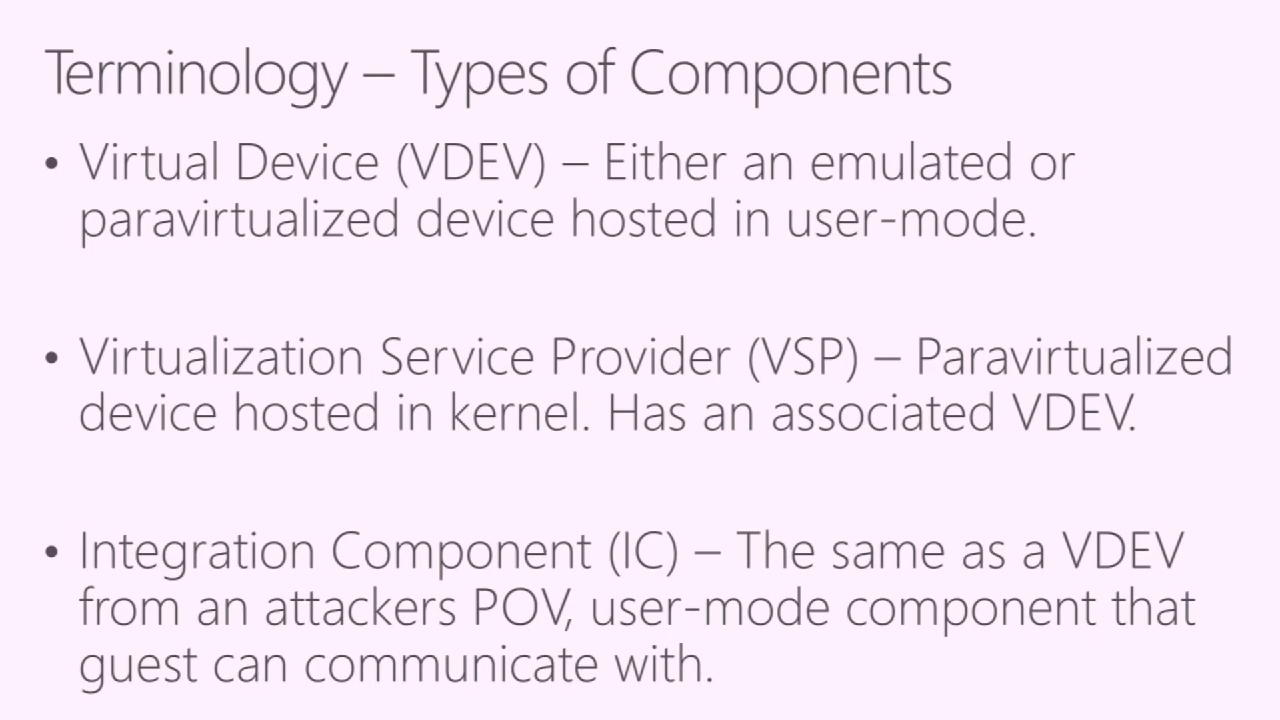 Terminology – Types of Components
• Virtual Device (VDEV) – Either an emulated or
paravirtualized device hosted in user-mode.
• Virtualization Service Provider (VSP) – Paravirtualized
device hosted in kernel. Has an associated VDEV.
• Integration Component (IC) – The same as a VDEV
from an attackers POV, user-mode component that
guest can communicate with.